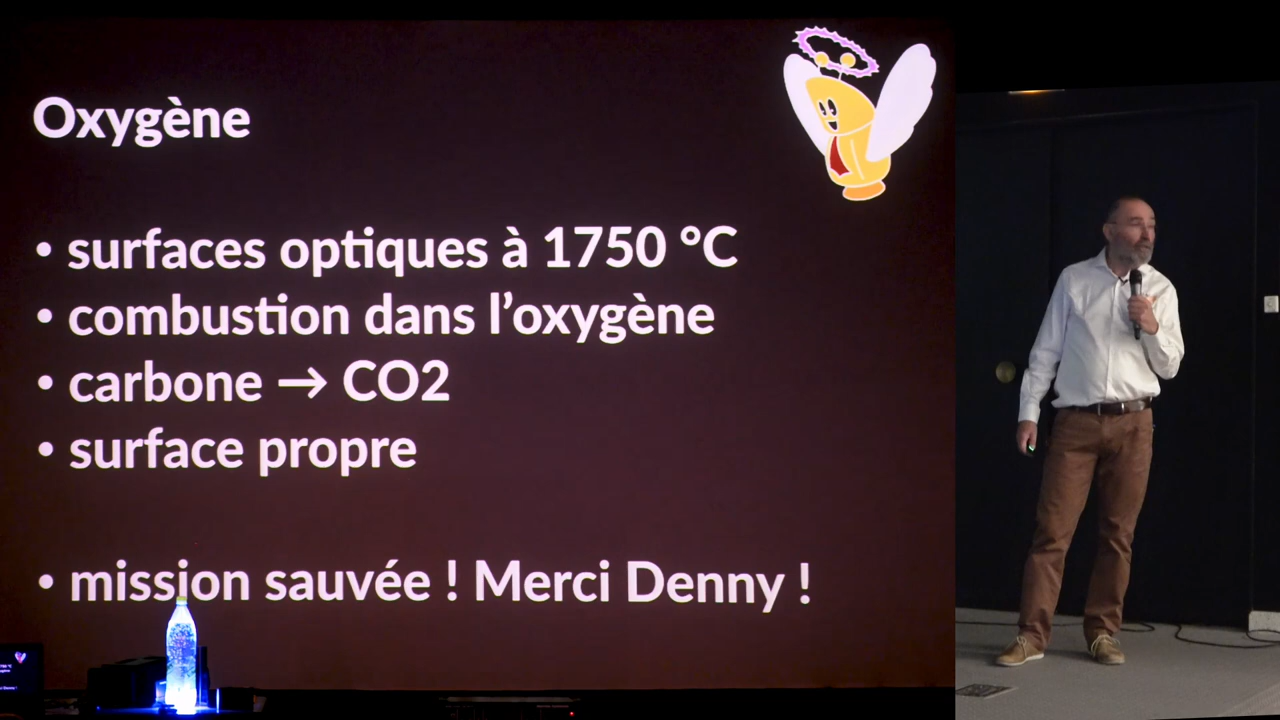 Oxygène
• surfaces optiques à 1750 °C
• combustion dans l’oxygène
• carbone → CO2
• surface propre
• mission sauvée ! Merci Denny !